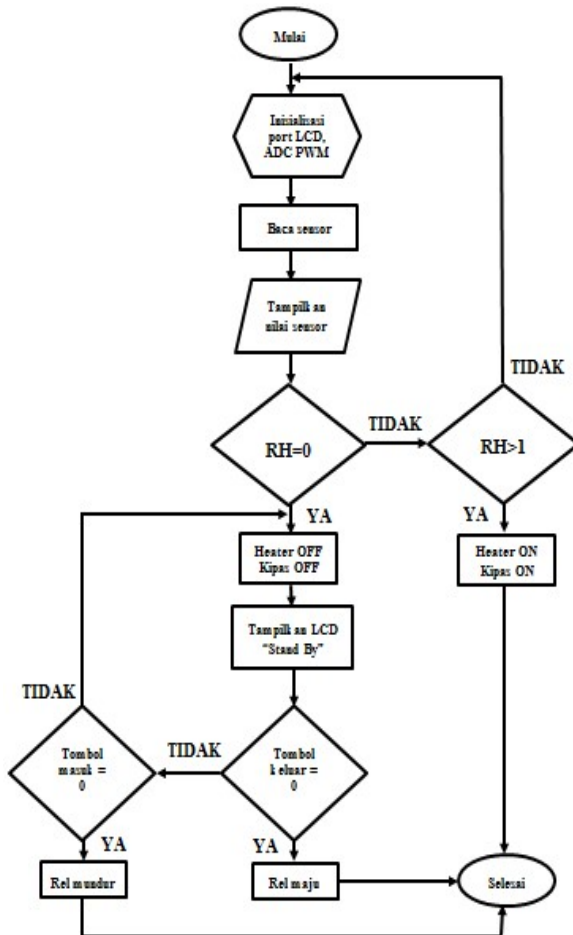 Mulai
Inisialisasi
port LCD,
ADC PWM
Baca sensor
Tampilkan
nilai sensor
TIDAK
RH=0
TIDAK
RH>1
YA
YA
Heater OFF
Kipas OFF
Heater ON
Kipas ON
Tampilkan LCD
"Stand By"
TIDAK
TIDAK
Tombol
masuk =
0
Tombol
keluar =
0
YA
YA
Rel mundur
Rel maju
Selesai